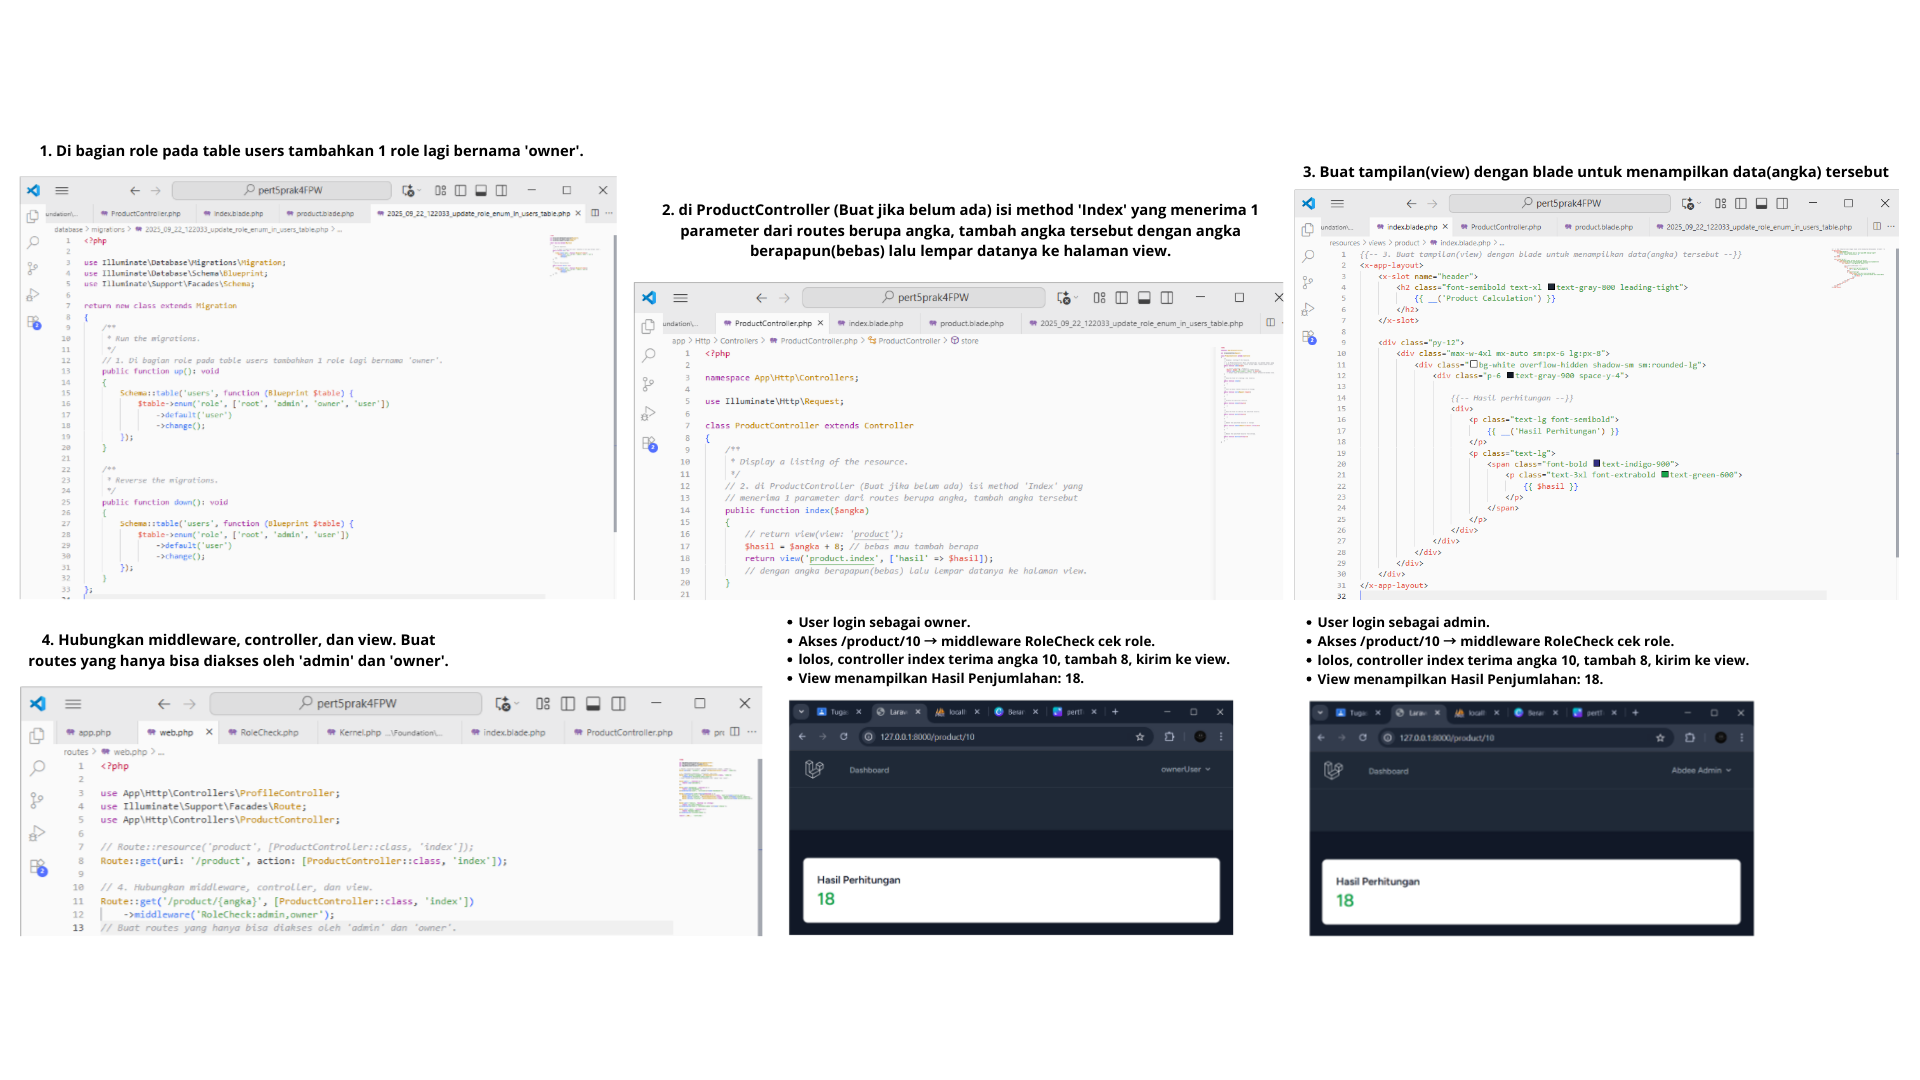 1. Di bagian role pada table users tambahkan 1 role lagi bernama 'owner'.
pert5prak4FPW
undation\...
ProductController.php
index.blade.php
product.blade.php
2025_09_22_122033_update_role_enum_in_users_table.php
database > migrations > 2025_09_22_122033_update_role_enum_in_users_table.php > ...
1 <?php
2
3 use Illuminate\Database\Migrations\Migration;
4 use Illuminate\Database\Schema\Blueprint;
5 use Illuminate\Support\Facades\Schema;
6
7 return new class extends Migration
8 {
9 /**
10 * Run the migrations.
11 */
12 // 1. Di bagian role pada table users tambahkan 1 role lagi bernama 'owner'.
13 public function up(): void
14 {
15 Schema::table('users', function (Blueprint $table) {
16 $table->enum('role', ['root', 'admin', 'owner', 'user'])
17 ->default('user')
18 ->change();
19 });
20 }
21
22 /**
23 * Reverse the migrations.
24 */
25 public function down(): void
26 {
27 Schema::table('users', function (Blueprint $table) {
28 $table->enum('role', ['root', 'admin', 'user'])
29 ->default('user')
30 ->change();
31 });
32 }
33 };
2. di ProductController (Buat jika belum ada) isi method 'Index' yang menerima 1
parameter dari routes berupa angka, tambah angka tersebut dengan angka
berapapun(bebas) lalu lempar datanya ke halaman view.
pert5prak4FPW
undation\...
ProductController.php
index.blade.php
product.blade.php
2025_09_22_122033_update_role_enum_in_users_table.php
app > Http > Controllers > ProductController.php > ProductController > store
1 <?php
2
3 namespace App\Http\Controllers;
4
5 use Illuminate\Http\Request;
6
7 class ProductController extends Controller
8 {
9 /**
10 * Display a listing of the resource.
11 */
12 // 2. di ProductController (Buat jika belum ada) isi method 'Index' yang
13 // menerima 1 parameter dari routes berupa angka, tambah angka tersebut
14 public function index($angka)
15 {
16 // return view(view: 'product');
17 $hasil = $angka + 8; // bebas mau tambah berapa
18 return view('product.index', ['hasil' => $hasil]);
19 // dengan angka berapapun(bebas) lalu lempar datanya ke halaman view.
20 }
21
3. Buat tampilan(view) dengan blade untuk menampilkan data(angka) tersebut
pert5prak4FPW
undation\...
index.blade.php
ProductController.php
product.blade.php
2025_09_22_122033_update_role_enum_in_users_table.php
resources > views > product > index.blade.php > ...
1 {{-- 3. Buat tampilan(view) dengan blade untuk menampilkan data(angka) tersebut --}}
2 <x-app-layout>
3 <x-slot name="header">
4 <h2 class="font-semibold text-xl text-gray-800 leading-tight">
5 {{ __('Product Calculation') }}
6 </h2>
7 </x-slot>
8
9 <div class="py-12">
10 <div class="max-w-4xl mx-auto sm:px-6 lg:px-8">
11 <div class="bg-white overflow-hidden shadow-sm sm:rounded-lg">
12 <div class="p-6 text-gray-900 space-y-4">
13
14 {{-- Hasil perhitungan --}}
15 <div>
16 <p class="text-lg font-semibold">
17 {{ __('Hasil Perhitungan') }}
18 </p>
19 <p class="text-lg">
20 <span class="font-bold text-indigo-900">
21 <p class="text-3xl font-extrabold text-green-600">
22 {{ $hasil }}
23 </p>
24 </span>
25 </p>
26 </div>
27 </div>
28 </div>
29 </div>
30 </div>
31 </x-app-layout>
32
4. Hubungkan middleware, controller, dan view. Buat
routes yang hanya bisa diakses oleh 'admin' dan 'owner'.
pert5prak4FPW
app.php
web.php
RoleCheck.php
Kernel.php ...\Foundation\...
index.blade.php
ProductController.php
pr
routes > web.php > ...
1 <?php
2
3 use App\Http\Controllers\ProfileController;
4 use Illuminate\Support\Facades\Route;
5 use App\Http\Controllers\ProductController;
6
7 // Route::resource('product', [ProductController::class, 'index']);
8 Route::get(uri: '/product', action: [ProductController::class, 'index']);
9
10 // 4. Hubungkan middleware, controller, dan view.
11 Route::get('/product/{angka}', [ProductController::class, 'index'])
12 ->middleware('RoleCheck:admin,owner');
13 // Buat routes yang hanya bisa diakses oleh 'admin' dan 'owner'.
• User login sebagai owner.
• Akses /product/10 → middleware RoleCheck cek role.
• lolos, controller index terima angka 10, tambah 8, kirim ke view.
• View menampilkan Hasil Penjumlahan: 18.
Tuga
Larav
localh
Berar
pert5
127.0.0.1:8000/product/10
Dashboard
ownerUser
Hasil Perhitungan
18
• User login sebagai admin.
• Akses /product/10 → middleware RoleCheck cek role.
• lolos, controller index terima angka 10, tambah 8, kirim ke view.
• View menampilkan Hasil Penjumlahan: 18.
Tuga
Larav
localh
Berar
pert5
127.0.0.1:8000/product/10
Dashboard
Abdee Admin
Hasil Perhitungan
18